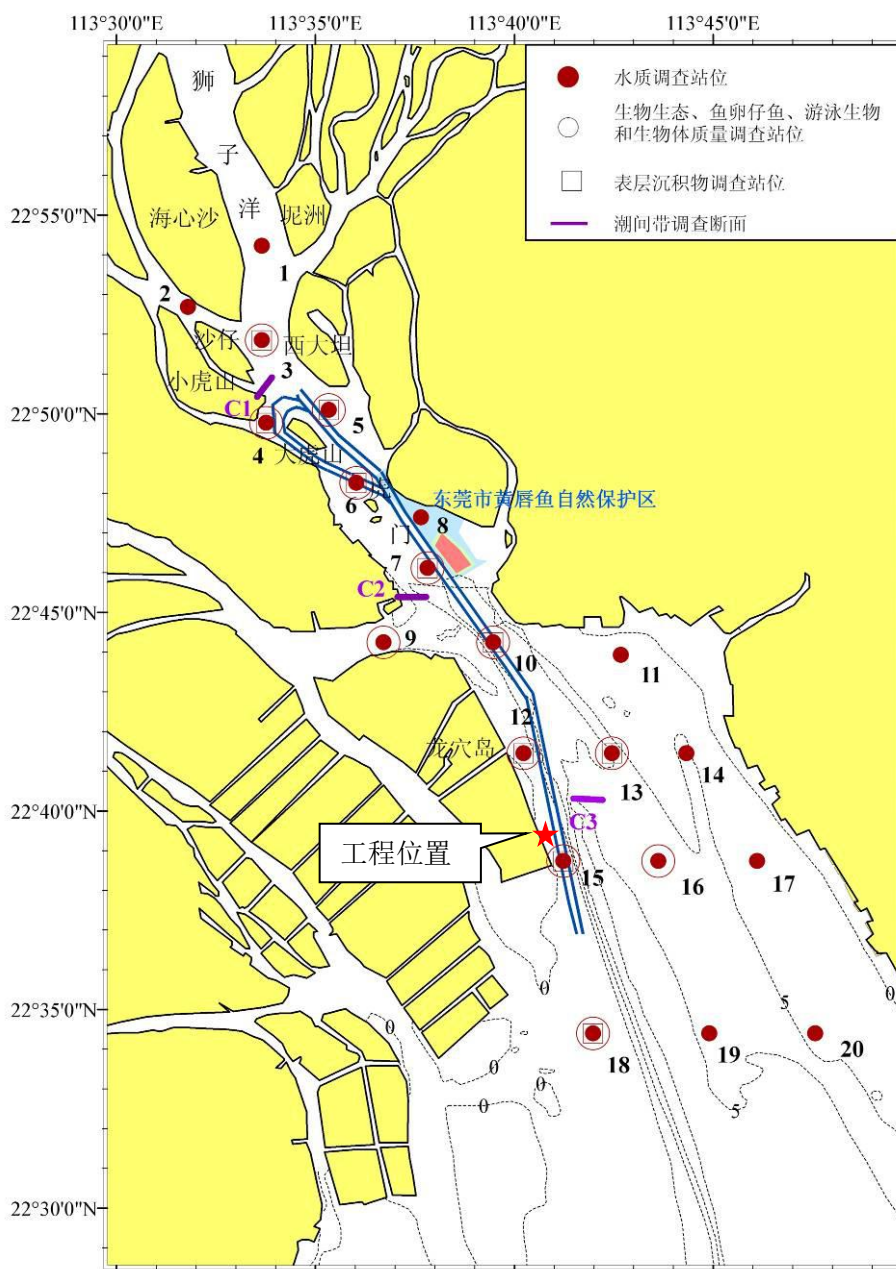 113°30'0"E
113°35'0"E
113°40'0"E
113°45'0"E
水质调查站位
生物生态、鱼卵仔鱼、游泳生物
和生物体质量调查站位
表层沉积物调查站位
潮间带调查断面
22°55'0"N
22°50'0"N
22°45'0"N
22°40'0"N
22°35'0"N
22°30'0"N
狮
子
洋
海心沙
坭洲
1
2
沙仔
西大坦
3
小虎山
C1
4
大虎山
5
6
虎
东莞市黄唇鱼自然保护区
门
8
7
C2
9
10
11
12
龙穴岛
13
14
C3
工程位置
15
16
17
0
0
5
18
19
20
0
0
0
5